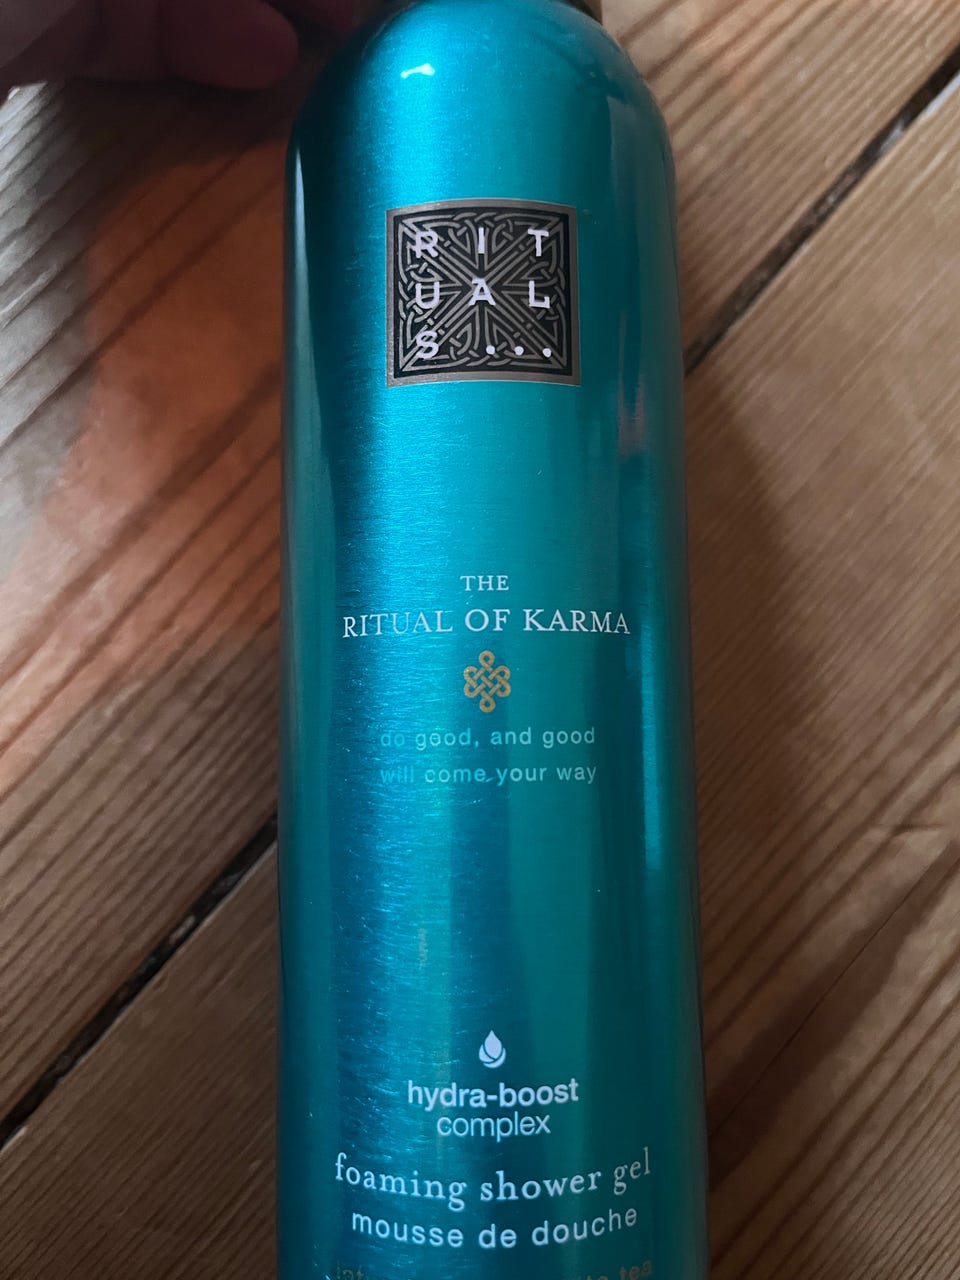 RIT
UAL
S...
THE
RITUAL OF KARMA
do good, and good
will come your way
hydra-boost
complex
foaming shower gel
mousse de douche
tea